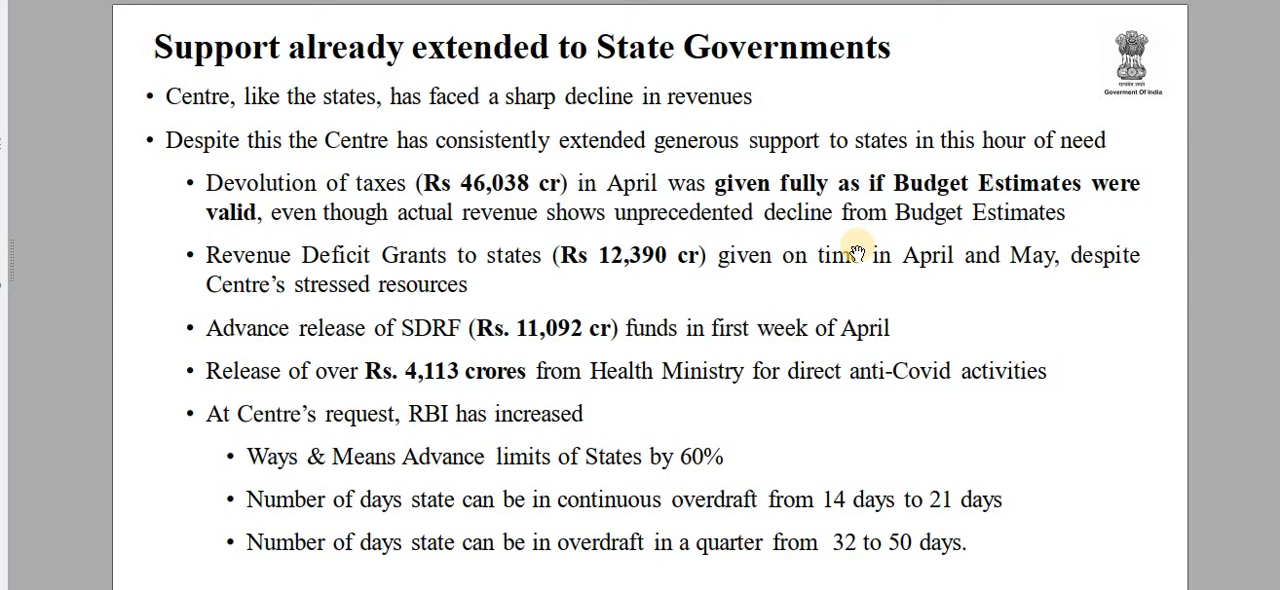 Support already extended to State Governments
Goverment Of India
• Centre, like the states, has faced a sharp decline in revenues
• Despite this the Centre has consistently extended generous support to states in this hour of need
• Devolution of taxes (Rs 46,038 cr) in April was given fully as if Budget Estimates were
valid, even though actual revenue shows unprecedented decline from Budget Estimates
• Revenue Deficit Grants to states (Rs 12,390 cr) given on time in April and May, despite
Centre’s stressed resources
• Advance release of SDRF (Rs. 11,092 cr) funds in first week of April
• Release of over Rs. 4,113 crores from Health Ministry for direct anti-Covid activities
• At Centre’s request, RBI has increased
• Ways & Means Advance limits of States by 60%
• Number of days state can be in continuous overdraft from 14 days to 21 days
• Number of days state can be in overdraft in a quarter from 32 to 50 days.